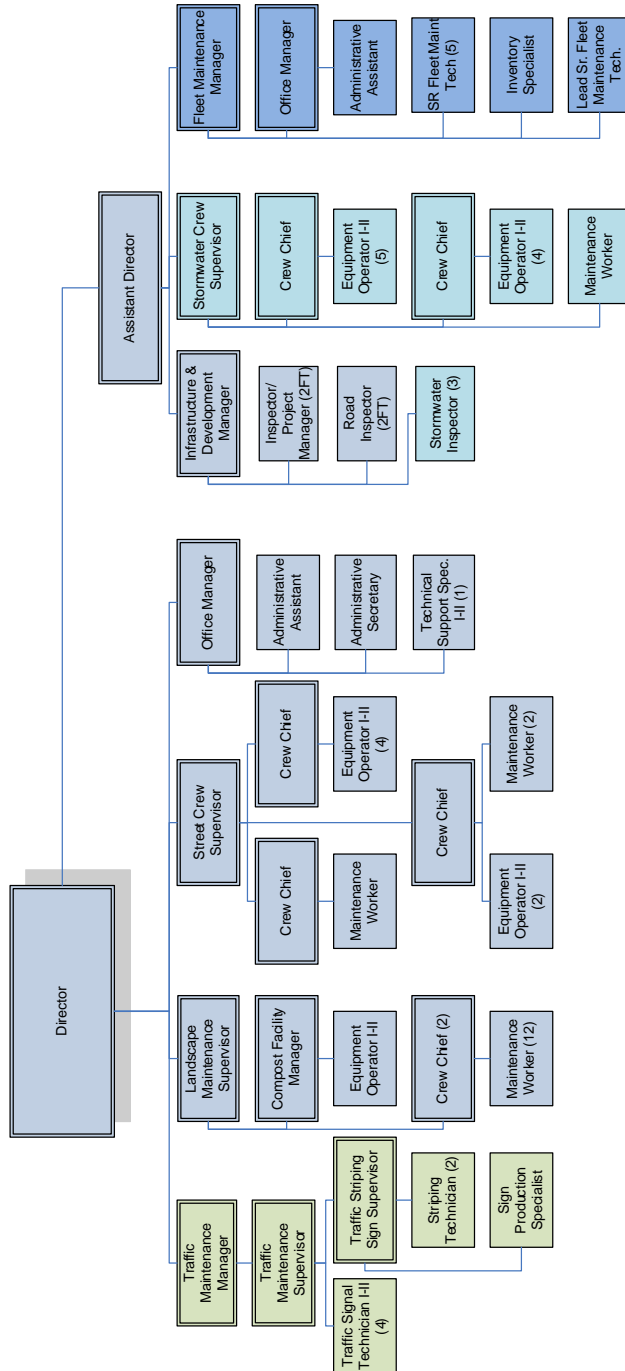 Director
Assistant Director
Traffic
Maintenance
Manager
Traffic
Maintenance
Supervisor
Traffic Signal
Technician I-II
(4)
Traffic Striping
Sign Supervisor
Striping
Technician (2)
Sign
Production
Specialist
Landscape
Maintenance
Supervisor
Compost Facility
Manager
Equipment
Operator I-II
Crew Chief (2)
Maintenance
Worker (12)
Street Crew
Supervisor
Crew Chief
Maintenance
Worker
Crew Chief
Equipment
Operator I-II
(4)
Crew Chief
Equipment
Operator I-II
(2)
Maintenance
Worker (2)
Office Manager
Administrative
Assistant
Administrative
Secretary
Technical
Support Spec.
I-II (1)
Infrastructure &
Development
Manager
Inspector/
Project
Manager (2FT)
Road
Inspector
(2FT)
Stormwater
Inspector (3)
Stormwater Crew
Supervisor
Crew Chief
Equipment
Operator I-II
(5)
Crew Chief
Equipment
Operator I-II
(4)
Maintenance
Worker
Fleet Maintenance
Manager
Office Manager
Administrative
Assistant
SR Fleet Maint
Tech (5)
Inventory
Specialist
Lead Sr. Fleet
Maintenance
Tech.